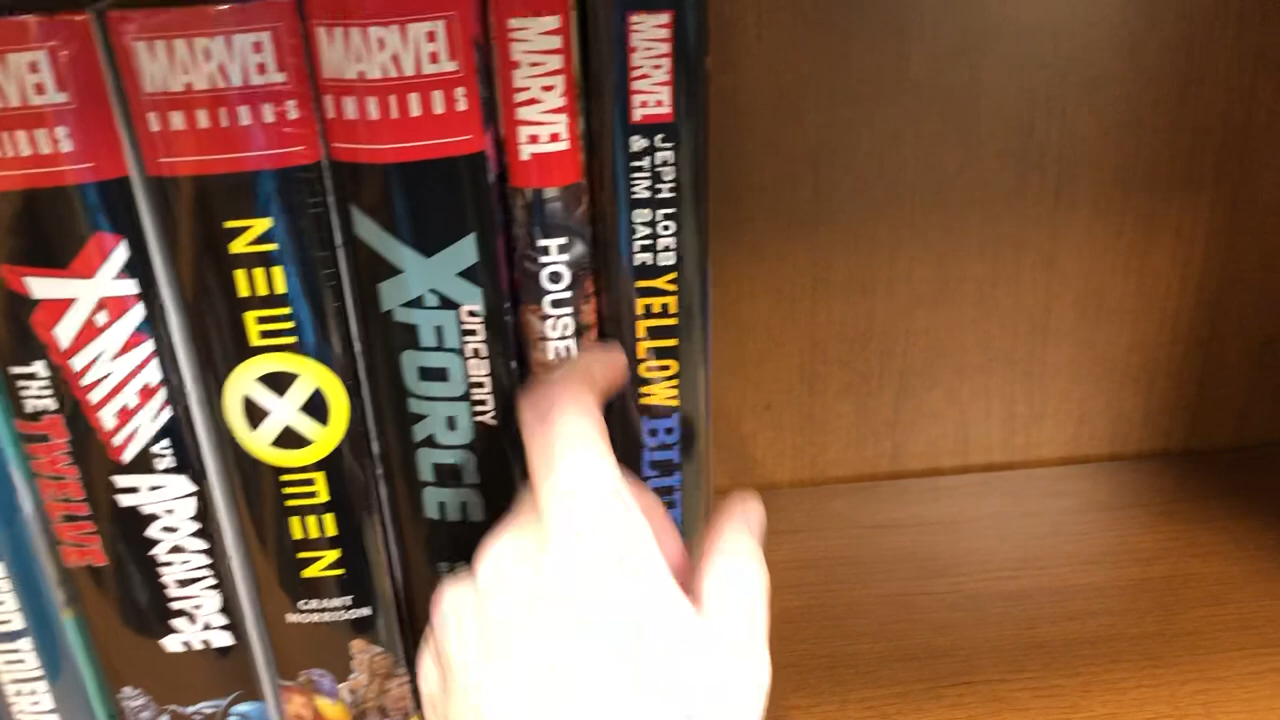 MARVEL
OMNIBUS
X-MEN
VS
APOCALYPSE
THE TWELVE
MARVEL
OMNIBUS
NEW
X
MEN
GRANT
MORRISON
MARVEL
OMNIBUS
UNCANNY
X-FORCE
MARVEL
HOUSE
MARVEL
JEPH LOEB
& TIM SALE
YELLOW